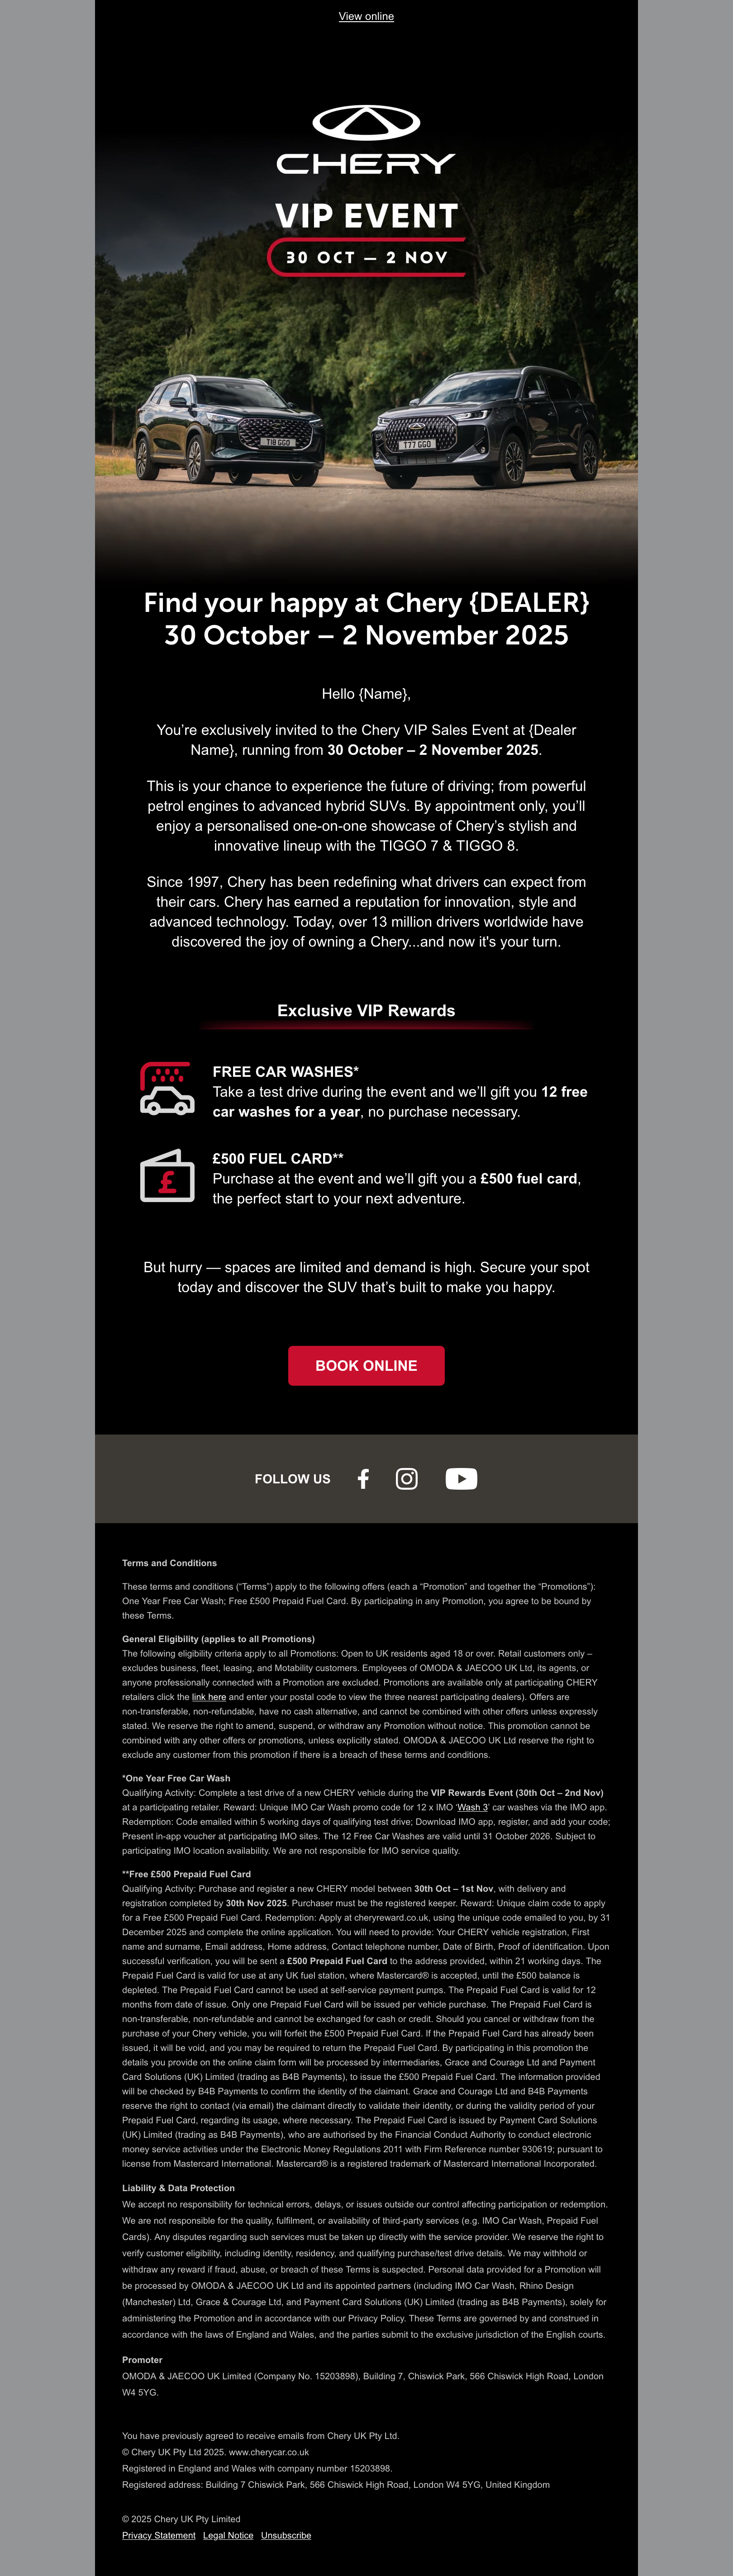 View online
CHERY
VIP EVENT
30 OCT – 2 NOV
T18 GGO
T77 GGO
Find your happy at Chery {DEALER}
30 October – 2 November 2025
Hello {Name},
You’re exclusively invited to the Chery VIP Sales Event at {Dealer
Name}, running from 30 October – 2 November 2025.
This is your chance to experience the future of driving; from powerful
petrol engines to advanced hybrid SUVs. By appointment only, you’ll
enjoy a personalised one-on-one showcase of Chery’s stylish and
innovative lineup with the TIGGO 7 & TIGGO 8.
Since 1997, Chery has been redefining what drivers can expect from
their cars. Chery has earned a reputation for innovation, style and
advanced technology. Today, over 13 million drivers worldwide have
discovered the joy of owning a Chery...and now it's your turn.
Exclusive VIP Rewards
FREE CAR WASHES*
Take a test drive during the event and we’ll gift you 12 free
car washes for a year, no purchase necessary.
£
£500 FUEL CARD**
Purchase at the event and we’ll gift you a £500 fuel card,
the perfect start to your next adventure.
But hurry — spaces are limited and demand is high. Secure your spot
today and discover the SUV that’s built to make you happy.
BOOK ONLINE
FOLLOW US
Terms and Conditions
These terms and conditions (“Terms”) apply to the following offers (each a “Promotion” and together the “Promotions”):
One Year Free Car Wash; Free £500 Prepaid Fuel Card. By participating in any Promotion, you agree to be bound by
these Terms.
General Eligibility (applies to all Promotions)
The following eligibility criteria apply to all Promotions: Open to UK residents aged 18 or over. Retail customers only –
excludes business, fleet, leasing, and Motability customers. Employees of OMODA & JAECOO UK Ltd, its agents, or
anyone professionally connected with a Promotion are excluded. Promotions are available only at participating CHERY
retailers click the link here and enter your postal code to view the three nearest participating dealers). Offers are
non-transferable, non-refundable, have no cash alternative, and cannot be combined with other offers unless expressly
stated. We reserve the right to amend, suspend, or withdraw any Promotion without notice. This promotion cannot be
combined with any other offers or promotions, unless explicitly stated. OMODA & JAECOO UK Ltd reserve the right to
exclude any customer from this promotion if there is a breach of these terms and conditions.
*One Year Free Car Wash
Qualifying Activity: Complete a test drive of a new CHERY vehicle during the VIP Rewards Event (30th Oct – 2nd Nov)
at a participating retailer. Reward: Unique IMO Car Wash promo code for 12 x IMO ‘Wash 3’ car washes via the IMO app.
Redemption: Code emailed within 5 working days of qualifying test drive; Download IMO app, register, and add your code;
Present in-app voucher at participating IMO sites. The 12 Free Car Washes are valid until 31 October 2026. Subject to
participating IMO location availability. We are not responsible for IMO service quality.
**Free £500 Prepaid Fuel Card
Qualifying Activity: Purchase and register a new CHERY model between 30th Oct – 1st Nov, with delivery and
registration completed by 30th Nov 2025. Purchaser must be the registered keeper. Reward: Unique claim code to apply
for a Free £500 Prepaid Fuel Card. Redemption: Apply at cheryreward.co.uk, using the unique code emailed to you, by 31
December 2025 and complete the online application. You will need to provide: Your CHERY vehicle registration, First
name and surname, Email address, Home address, Contact telephone number, Date of Birth, Proof of identification. Upon
successful verification, you will be sent a £500 Prepaid Fuel Card to the address provided, within 21 working days. The
Prepaid Fuel Card is valid for use at any UK fuel station, where Mastercard® is accepted, until the £500 balance is
depleted. The Prepaid Fuel Card cannot be used at self-service payment pumps. The Prepaid Fuel Card is valid for 12
months from date of issue. Only one Prepaid Fuel Card will be issued per vehicle purchase. The Prepaid Fuel Card is
non-transferable, non-refundable and cannot be exchanged for cash or credit. Should you cancel or withdraw from the
purchase of your Chery vehicle, you will forfeit the £500 Prepaid Fuel Card. If the Prepaid Fuel Card has already been
issued, it will be void, and you may be required to return the Prepaid Fuel Card. By participating in this promotion the
details you provide on the online claim form will be processed by intermediaries, Grace and Courage Ltd and Payment
Card Solutions (UK) Limited (trading as B4B Payments), to issue the £500 Prepaid Fuel Card. The information provided
will be checked by B4B Payments to confirm the identity of the claimant. Grace and Courage Ltd and B4B Payments
reserve the right to contact (via email) the claimant directly to validate their identity, or during the validity period of your
Prepaid Fuel Card, regarding its usage, where necessary. The Prepaid Fuel Card is issued by Payment Card Solutions
(UK) Limited (trading as B4B Payments), who are authorised by the Financial Conduct Authority to conduct electronic
money service activities under the Electronic Money Regulations 2011 with Firm Reference number 930619; pursuant to
license from Mastercard International. Mastercard® is a registered trademark of Mastercard International Incorporated.
Liability & Data Protection
We accept no responsibility for technical errors, delays, or issues outside our control affecting participation or redemption.
We are not responsible for the quality, fulfilment, or availability of third-party services (e.g. IMO Car Wash, Prepaid Fuel
Cards). Any disputes regarding such services must be taken up directly with the service provider. We reserve the right to
verify customer eligibility, including identity, residency, and qualifying purchase/test drive details. We may withhold or
withdraw any reward if fraud, abuse, or breach of these Terms is suspected. Personal data provided for a Promotion will
be processed by OMODA & JAECOO UK Ltd and its appointed partners (including IMO Car Wash, Rhino Design
(Manchester) Ltd, Grace & Courage Ltd, and Payment Card Solutions (UK) Limited (trading as B4B Payments), solely for
administering the Promotion and in accordance with our Privacy Policy. These Terms are governed by and construed in
accordance with the laws of England and Wales, and the parties submit to the exclusive jurisdiction of the English courts.
Promoter
OMODA & JAECOO UK Limited (Company No. 15203898), Building 7, Chiswick Park, 566 Chiswick High Road, London
W4 5YG.
You have previously agreed to receive emails from Chery UK Pty Ltd.
© Chery UK Pty Ltd 2025. www.cherycar.co.uk
Registered in England and Wales with company number 15203898.
Registered address: Building 7 Chiswick Park, 566 Chiswick High Road, London W4 5YG, United Kingdom
© 2025 Chery UK Pty Limited
Privacy Statement Legal Notice Unsubscribe